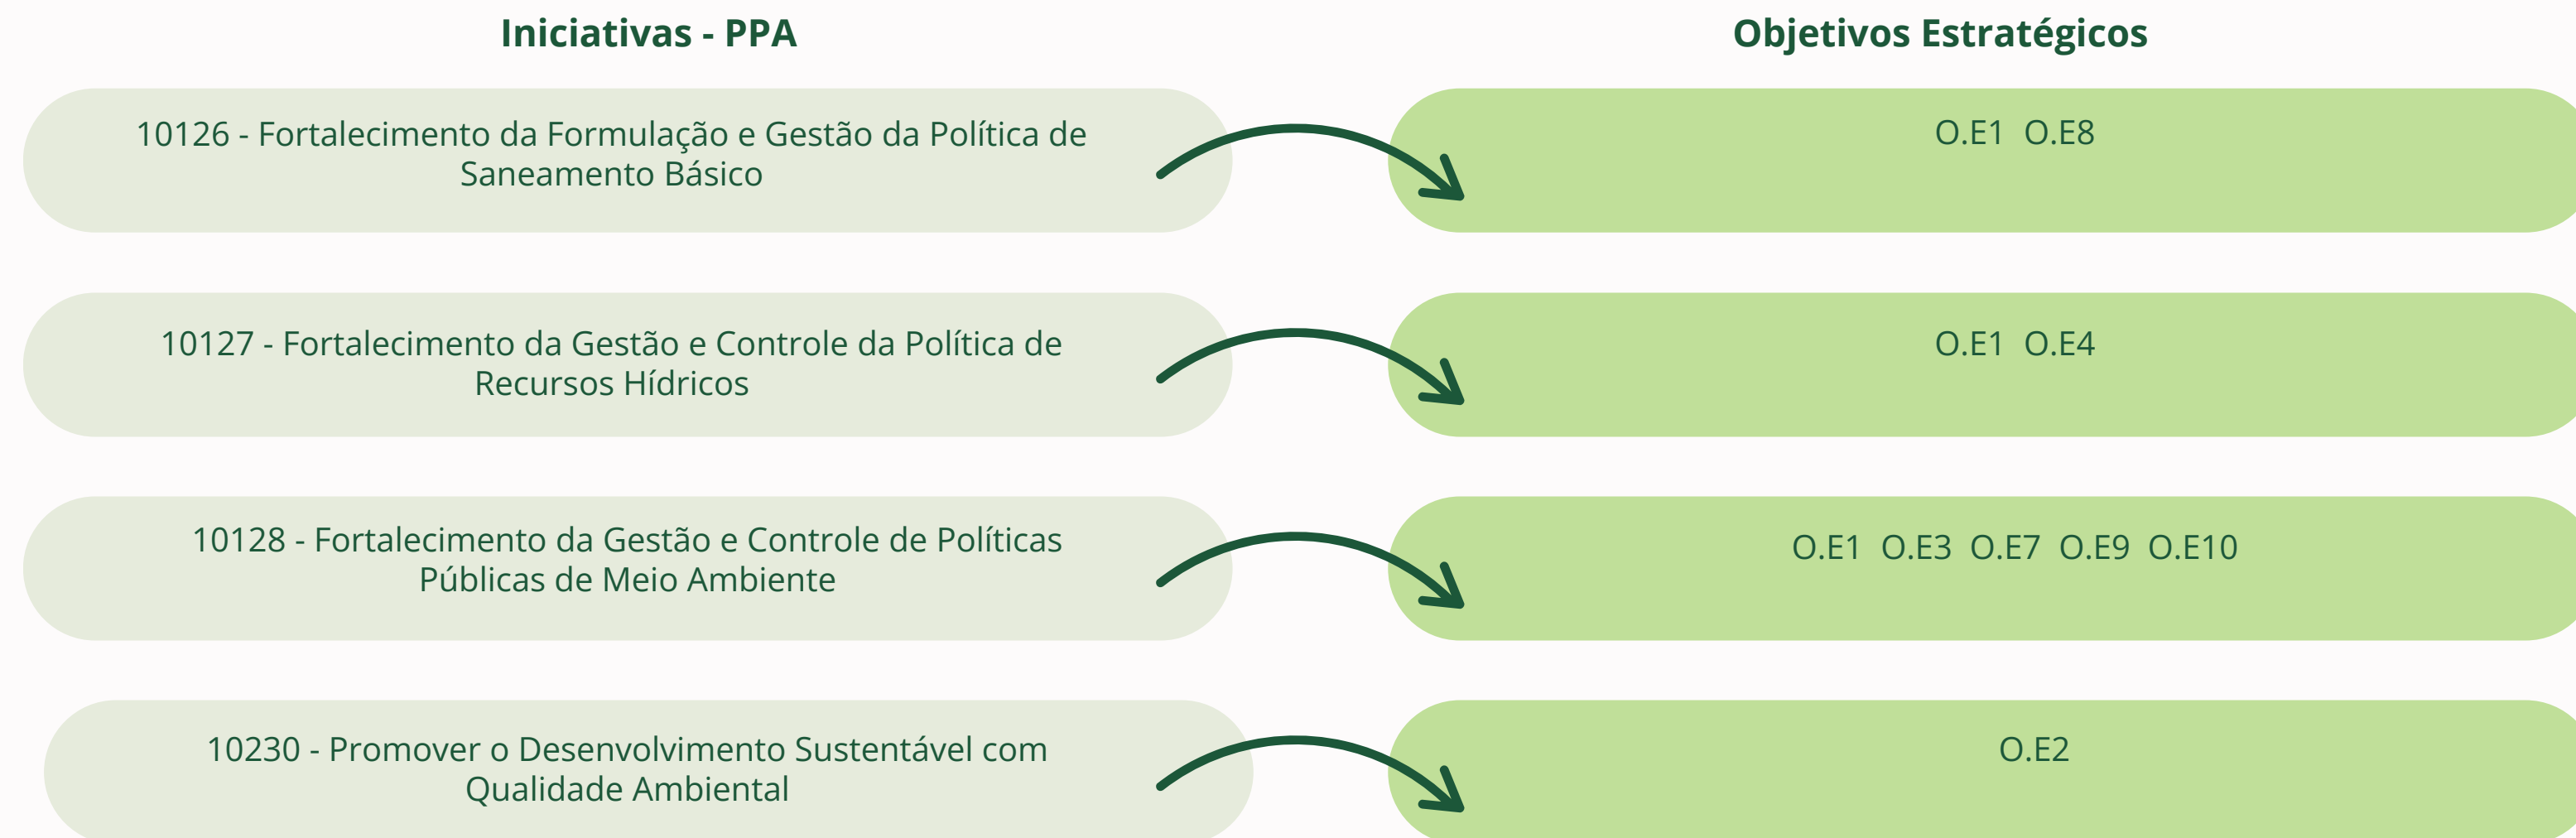 Iniciativas - PPA
Objetivos Estratégicos
10126 - Fortalecimento da Formulação e Gestão da Política de
Saneamento Básico
O.E1 O.E8
10127 - Fortalecimento da Gestão e Controle da Política de
Recursos Hídricos
O.E1 O.E4
10128 - Fortalecimento da Gestão e Controle de Políticas
Públicas de Meio Ambiente
O.E1 O.E3 O.E7 O.E9 O.E10
10230 - Promover o Desenvolvimento Sustentável com
Qualidade Ambiental
O.E2